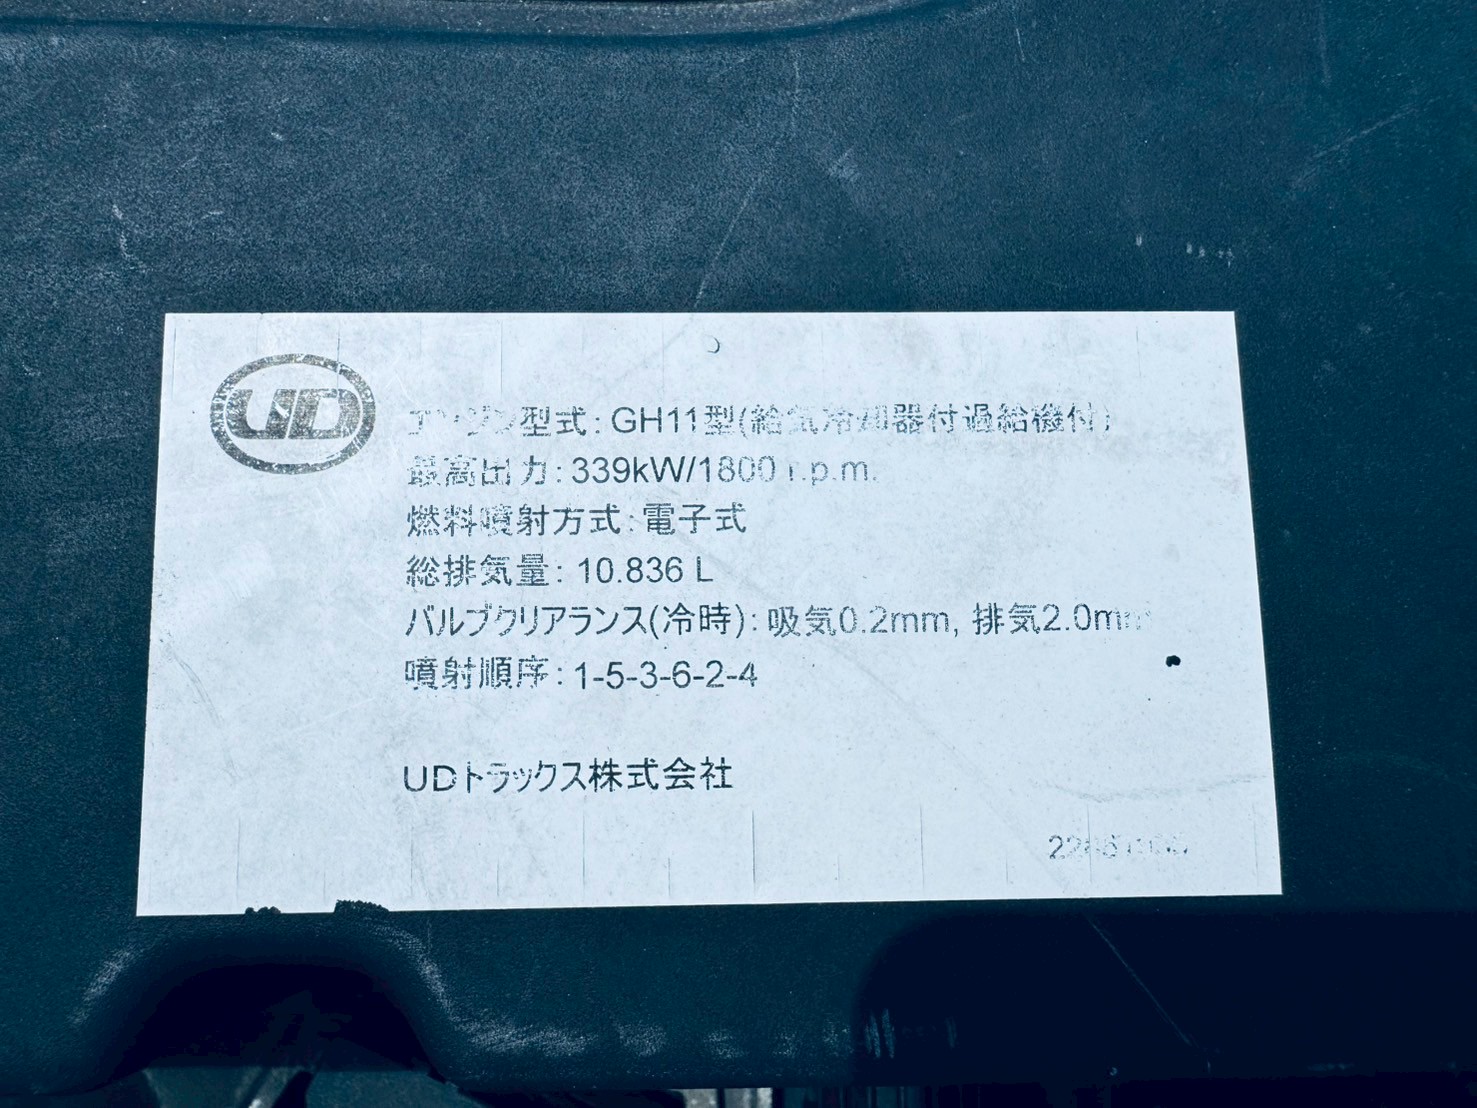 UD
エンジン型式: GH11型(給気冷却器付過給機付)
最高出力: 339kW/1800 r.p.m.
燃料噴射方式: 電子式
総排気量: 10.836 L
バルブクリアランス(冷時): 吸気0.2mm, 排気2.0mm
噴射順序: 1-5-3-6-2-4
UDトラックス株式会社